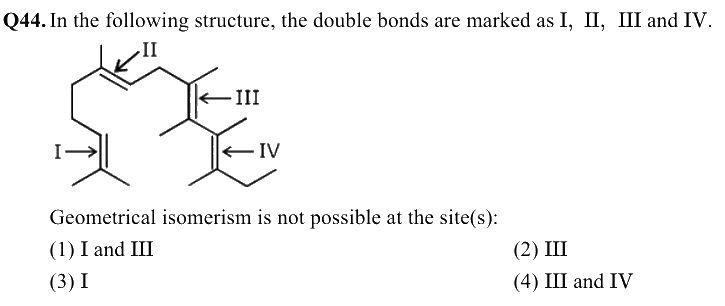 Q44. In the following structure, the double bonds are marked as I, II, III and IV.
II
III
I
IV
Geometrical isomerism is not possible at the site(s):
(1) I and III
(2) III
(3) I
(4) III and IV